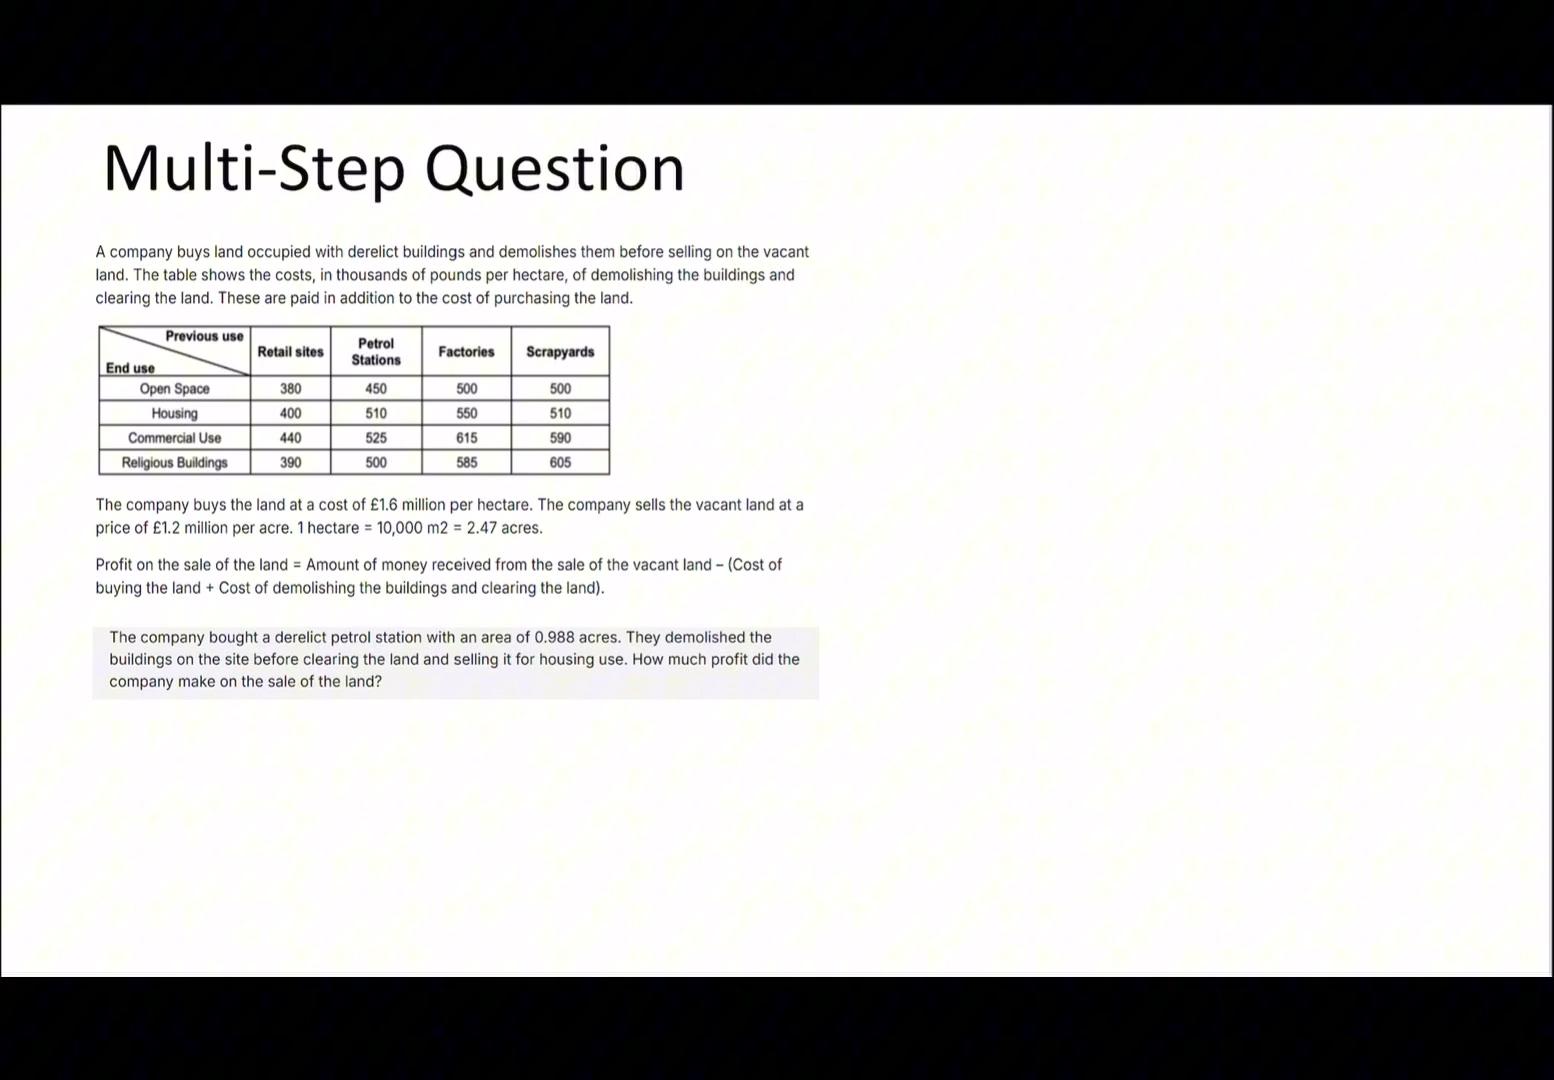 Multi-Step Question
A company buys land occupied with derelict buildings and demolishes them before selling on the vacant
land. The table shows the costs, in thousands of pounds per hectare, of demolishing the buildings and
clearing the land. These are paid in addition to the cost of purchasing the land.
Previous use
End use
Retail sites
Petrol
Stations
Factories
Scrapyards
Open Space 380 450 500 500
Housing 400 510 550 510
Commercial Use 440 525 615 590
Religious Buildings 390 500 585 605
The company buys the land at a cost of £1.6 million per hectare. The company sells the vacant land at a
price of £1.2 million per acre. 1 hectare = 10,000 m2 = 2.47 acres.
Profit on the sale of the land = Amount of money received from the sale of the vacant land – (Cost of
buying the land + Cost of demolishing the buildings and clearing the land).
The company bought a derelict petrol station with an area of 0.988 acres. They demolished the
buildings on the site before clearing the land and selling it for housing use. How much profit did the
company make on the sale of the land?